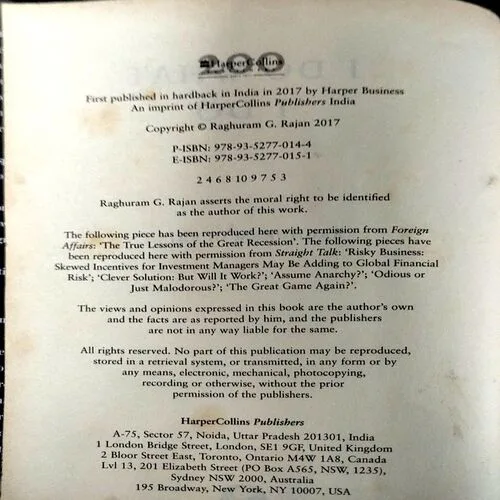 200
HarperCollins
First published in hardback in India in 2017 by Harper Business
An imprint of HarperCollins Publishers India
Copyright © Raghuram G. Rajan 2017
P-ISBN: 978-93-5277-014-4
E-ISBN: 978-93-5277-015-1
2 4 6 8 10 9 7 5 3
Raghuram G. Rajan asserts the moral right to be identified
as the author of this work.
The following piece has been reproduced here with permission from Foreign
Affairs: ‘The True Lessons of the Great Recession’. The following pieces have
been reproduced here with permission from Straight Talk: ‘Risky Business:
Skewed Incentives for Investment Managers May Be Adding to Global Financial
Risk’; ‘Clever Solution: But Will It Work?’; ‘Assume Anarchy?’; ‘Odious or
Just Malodorous?’; ‘The Great Game Again?’.
The views and opinions expressed in this book are the author’s own
and the facts are as reported by him, and the publishers
are not in any way liable for the same.
All rights reserved. No part of this publication may be reproduced,
stored in a retrieval system, or transmitted, in any form or by
any means, electronic, mechanical, photocopying,
recording or otherwise, without the prior
permission of the publishers.
HarperCollins Publishers
A-75, Sector 57, Noida, Uttar Pradesh 201301, India
1 London Bridge Street, London, SE1 9GF, United Kingdom
2 Bloor Street East, Toronto, Ontario M4W 1A8, Canada
Lvl 13, 201 Elizabeth Street (PO Box A565, NSW, 1235),
Sydney NSW 2000, Australia
195 Broadway, New York, NY 10007, USA